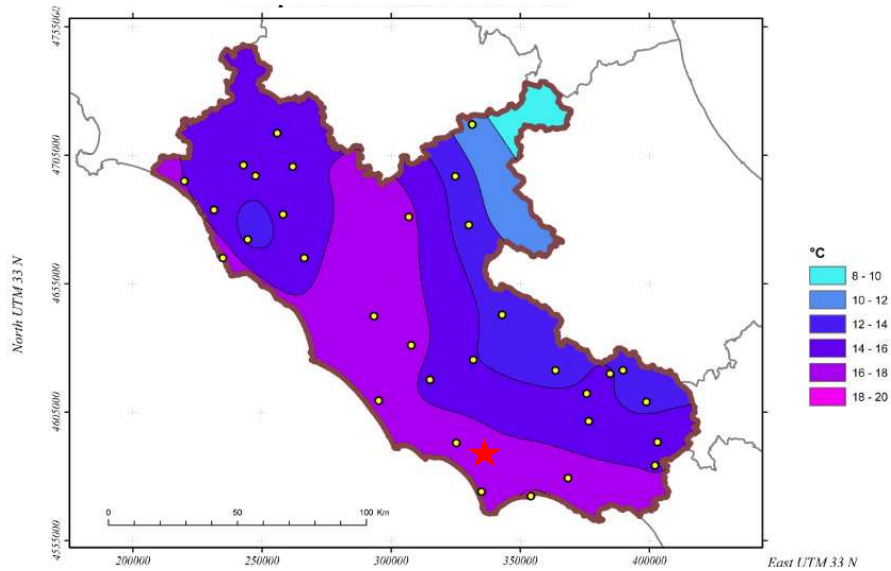 4755000
4705000
4655000
4605000
4555000
North UTM 33 N
°C
8 - 10
10 - 12
12 - 14
14 - 16
16 - 18
18 - 20
0 50 100 Km
200000 250000 300000 350000 400000
East UTM 33 N